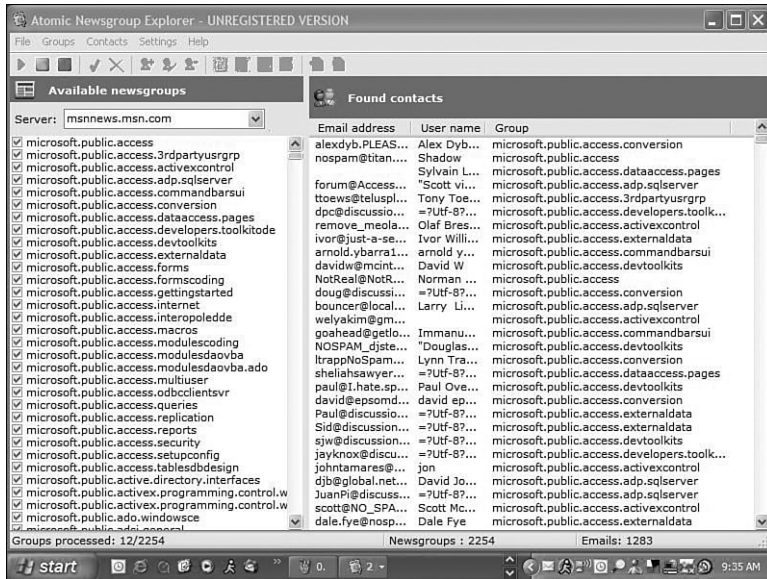 Atomic Newsgroup Explorer - UNREGISTERED VERSION
File Groups Contacts Settings Help
Available newsgroups
Server: msnnews.msn.com
microsoft.public.access
microsoft.public.access.3rdpartyusrgrp
microsoft.public.access.activexcontrol
microsoft.public.access.adp.sqlserver
microsoft.public.access.commandbarsui
microsoft.public.access.conversion
microsoft.public.access.dataaccess.pages
microsoft.public.access.developers.toolkitode
microsoft.public.access.devtoolkits
microsoft.public.access.externaldata
microsoft.public.access.forms
microsoft.public.access.formscoding
microsoft.public.access.gettingstarted
microsoft.public.access.internet
microsoft.public.access.interopoledde
microsoft.public.access.macros
microsoft.public.access.modulescoding
microsoft.public.access.modulesdaovba
microsoft.public.access.modulesdaovba.ado
microsoft.public.access.multiuser
microsoft.public.access.odbcclientsvr
microsoft.public.access.queries
microsoft.public.access.replication
microsoft.public.access.reports
microsoft.public.access.security
microsoft.public.access.setupconfig
microsoft.public.access.tablesdbdesign
microsoft.public.active.directory.interfaces
microsoft.public.activex.programming.control.w
microsoft.public.activex.programming.control.w
microsoft.public.ado.windowsce
Found contacts
Email address User name Group
alexdyb.PLEAS... Alex Dyb... microsoft.public.access.conversion
nospam@titan.... Shadow microsoft.public.access
Sylvain L... microsoft.public.access.dataaccess.pages
forum@Access... "Scott vi... microsoft.public.access.adp.sqlserver
ttoews@teluspl... Tony Toe... microsoft.public.access.3rdpartyusrgrp
dpc@discussio... =?Utf-8?... microsoft.public.access.developers.toolk...
remove_meola... Olaf Bres... microsoft.public.access.activexcontrol
ivor@just-a-se... Ivor Willi... microsoft.public.access.externaldata
arnold.ybarra1... arnold y... microsoft.public.access.commandbarsui
davidw@mcint... David W microsoft.public.access.devtoolkits
NotReal@NotR... Norman ... microsoft.public.access
doug@discussi... =?Utf-8?... microsoft.public.access.conversion
bouncer@local... Larry Li... microsoft.public.access.adp.sqlserver
welyakim@gm... microsoft.public.access.activexcontrol
goahead@getlo... Immanu... microsoft.public.access.commandbarsui
NOSPAM_djste... "Douglas... microsoft.public.access.devtoolkits
ltrappNoSpam... Lynn Tra... microsoft.public.access.conversion
sheliahsawyer... =?Utf-8?... microsoft.public.access.dataaccess.pages
paul@I.hate.sp... Paul Ove... microsoft.public.access.devtoolkits
david@epsomd... david ep... microsoft.public.access.conversion
Paul@discussio... =?Utf-8?... microsoft.public.access.externaldata
Sid@discussion... =?Utf-8?... microsoft.public.access.externaldata
sjw@discussion... =?Utf-8?... microsoft.public.access.devtoolkits
jayknox@discu... =?Utf-8?... microsoft.public.access.developers.toolk...
johntamares@... jon microsoft.public.access.activexcontrol
djb@global.net... David Jo... microsoft.public.access.adp.sqlserver
JuanPi@discuss... =?Utf-8?... microsoft.public.access.adp.sqlserver
scott@NO_SPA... Scott Mc... microsoft.public.access.activexcontrol
dale.fye@nosp... Dale Fye microsoft.public.access.externaldata
Groups processed: 12/2254 Newsgroups : 2254 Emails: 1283
start 0. 2 9:35 AM